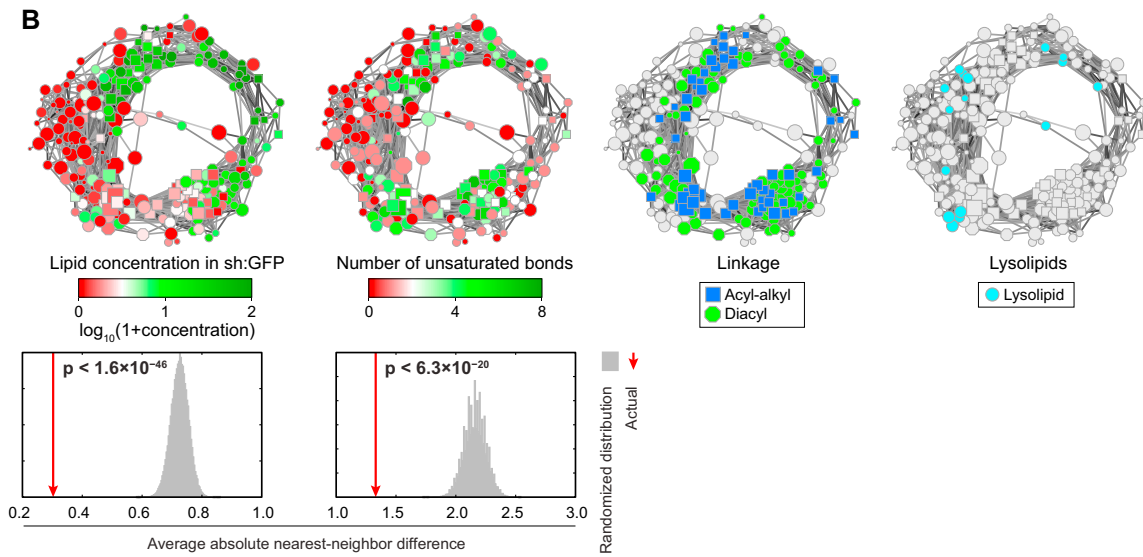 B
Lipid concentration in sh:GFP
0
1
2
log₁₀(1+concentration)
Number of unsaturated bonds
0
4
8
Linkage
Acyl-alkyl
Diacyl
Lysolipids
Lysolipid
p < 1.6×10⁻⁴⁶
0.2
0.4
0.6
0.8
1.0
p < 6.3×10⁻²⁰
1.0
1.5
2.0
2.5
3.0
Average absolute nearest-neighbor difference
Randomized distribution
Actual